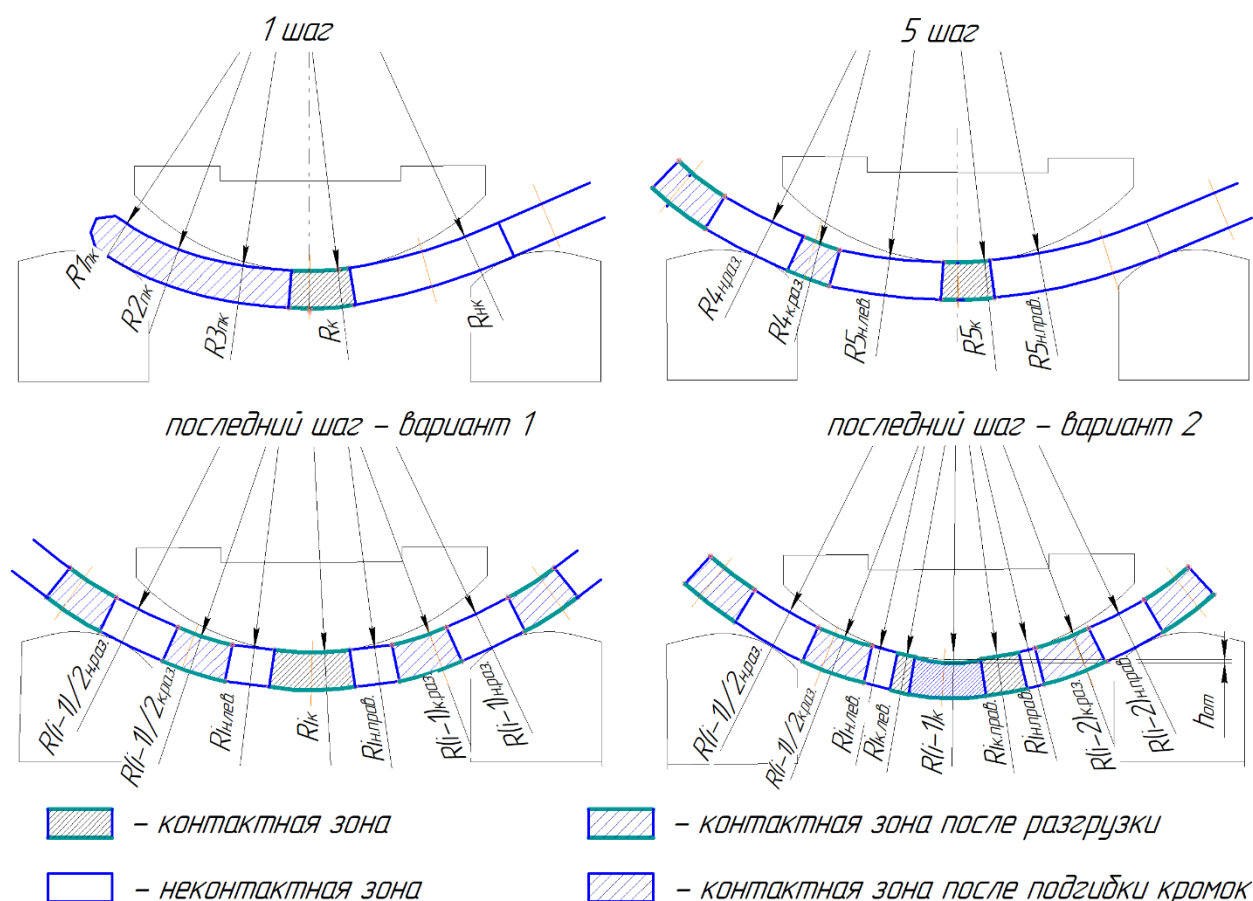 1 шаг
R1пк
R2пк
R3пк
Rк
Rнк
5 шаг
R4н.раз.
R4к.раз.
R5н.лев.
R5к
R5н.прав.
последний шаг - вариант 1
R(i-1)/2н.раз.
R(i-1)/2к.раз.
Riн.лев.
Riк
Riн.прав.
R(i-1)к.раз.
R(i-1)н.раз.
последний шаг - вариант 2
R(i-1)/2н.раз.
R(i-1)/2к.раз.
Riн.лев.
Riк.лев.
R(i-1)к
Riк.прав.
Riн.прав.
R(i-2)к.раз.
R(i-2)н.прав.
hот
- контактная зона
- контактная зона после разгрузки
- неконтактная зона
- контактная зона после подгибки кромок